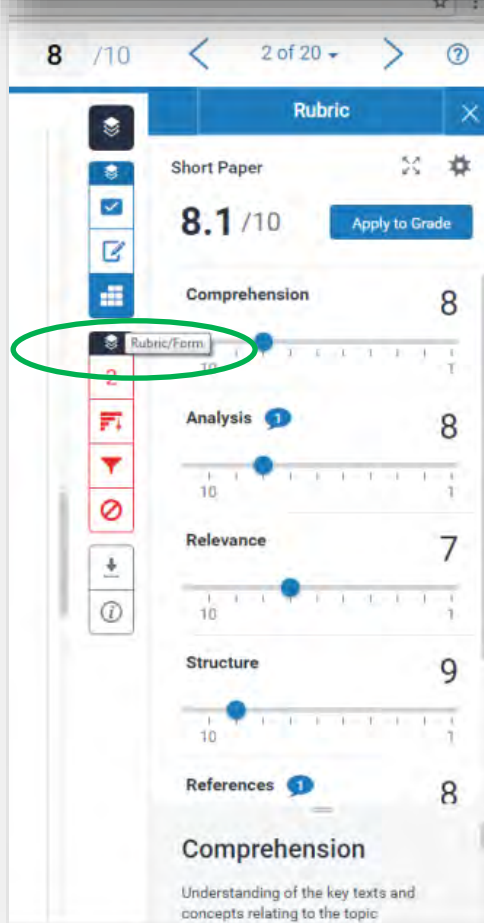 8 /10 2 of 20
Rubric
Short Paper
8.1 /10 Apply to Grade
Comprehension 8
Rubric/Form
10 1
2
Analysis 1 8
10 1
Relevance 7
10 1
Structure 9
10 1
References 1 8
Comprehension
Understanding of the key texts and
concepts relating to the topic